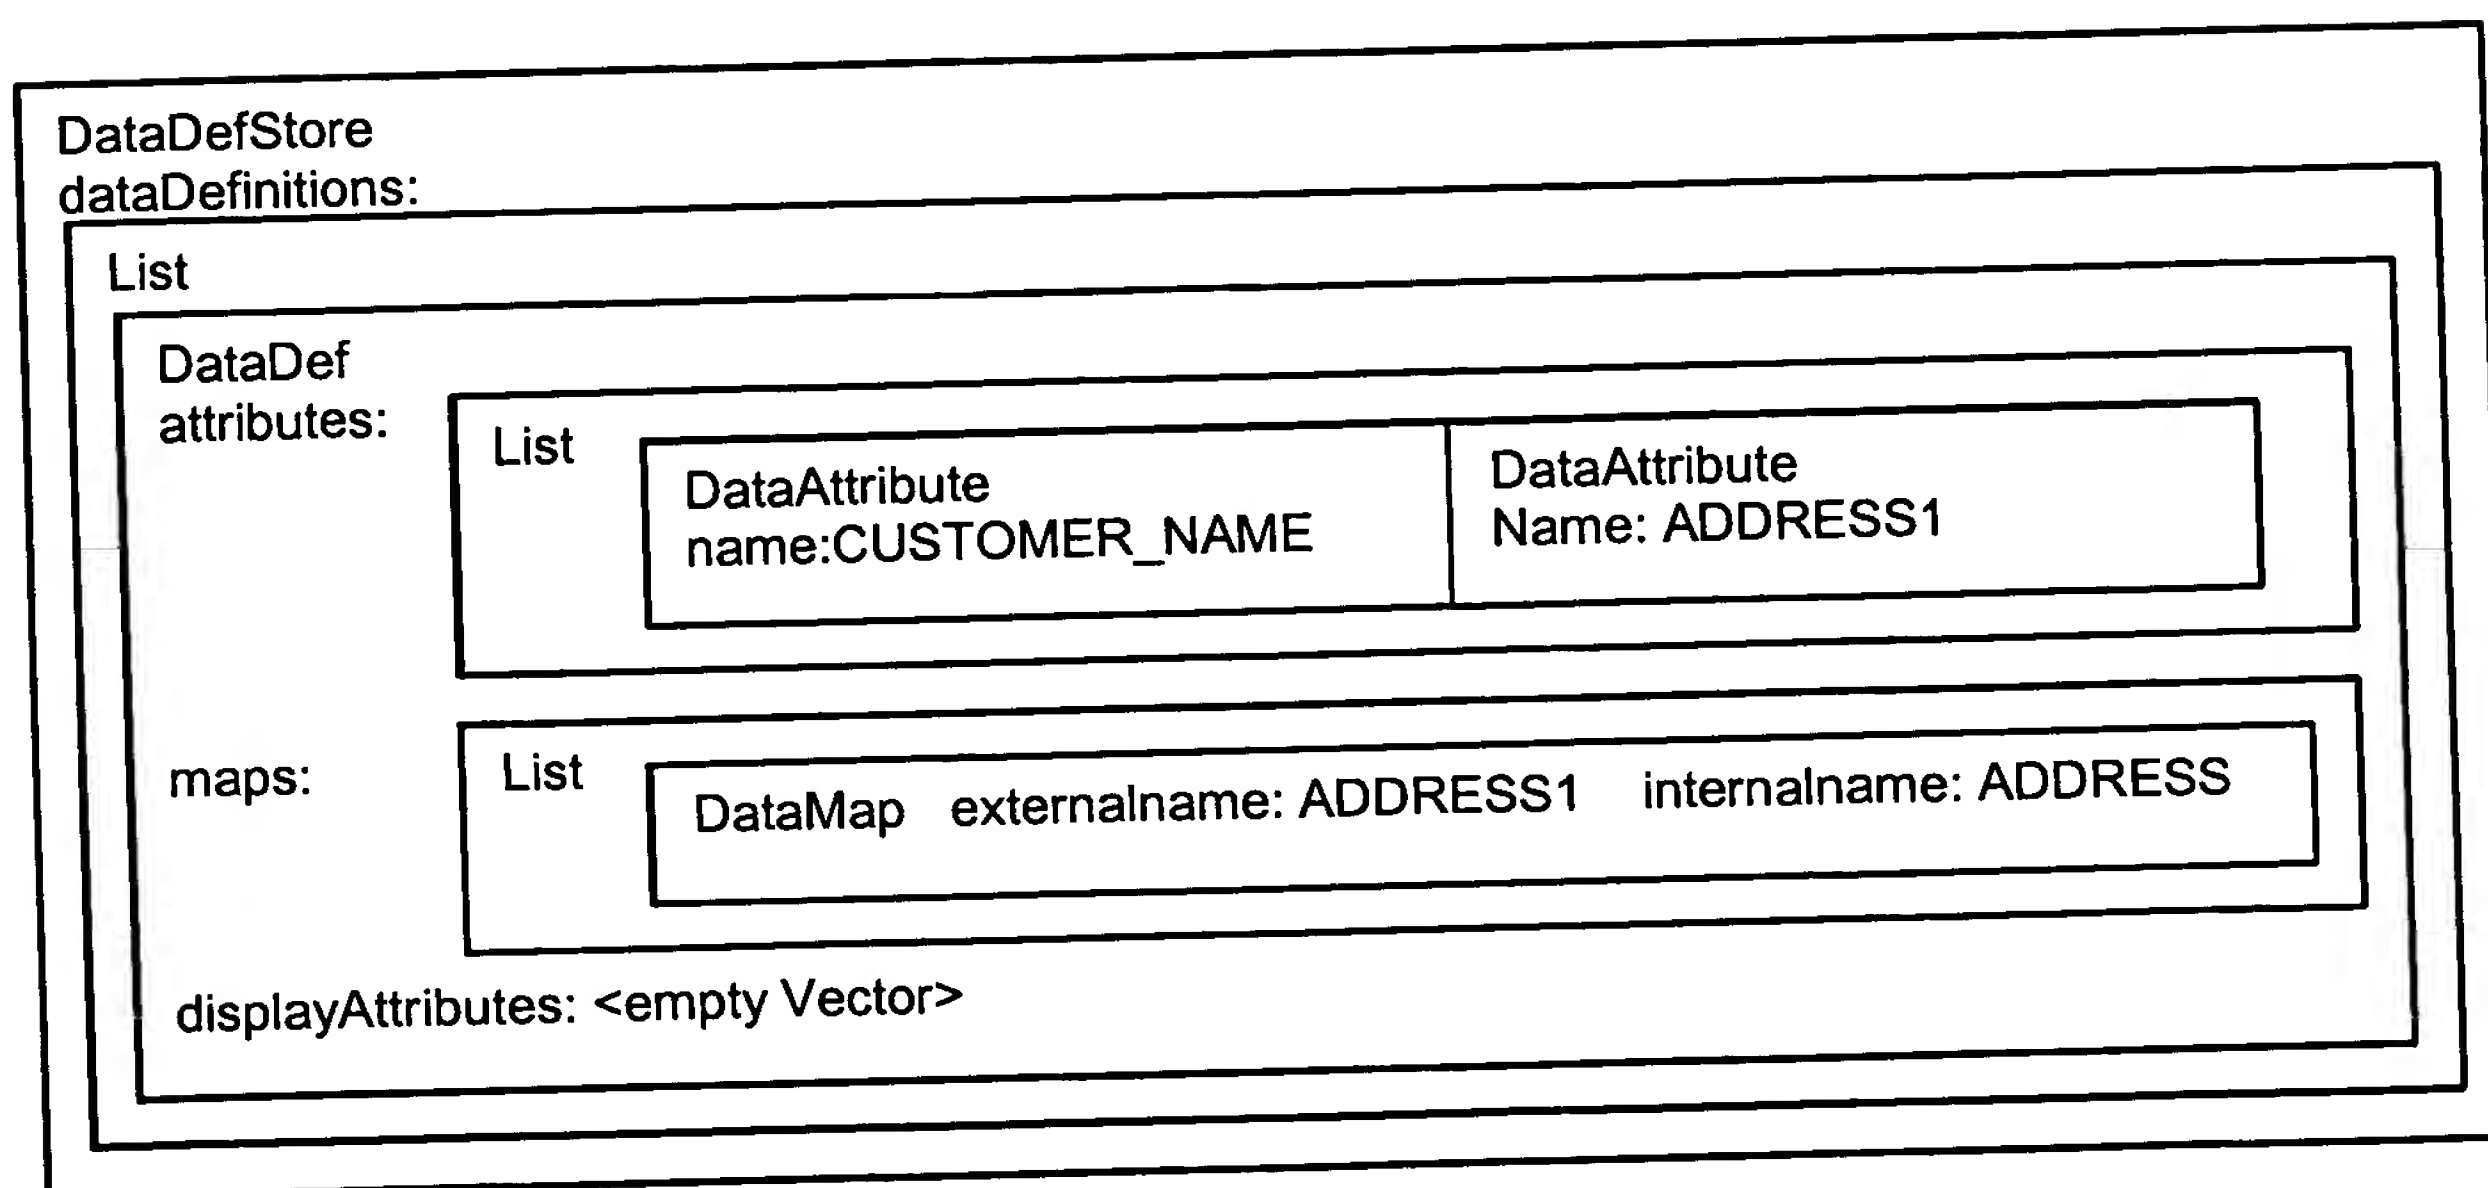 DataDefStore
dataDefinitions:
List
DataDef
attributes:
List
DataAttribute
name:CUSTOMER_NAME
DataAttribute
Name: ADDRESS1
maps:
List
DataMap externalname: ADDRESS1 internalname: ADDRESS
displayAttributes: <empty Vector>